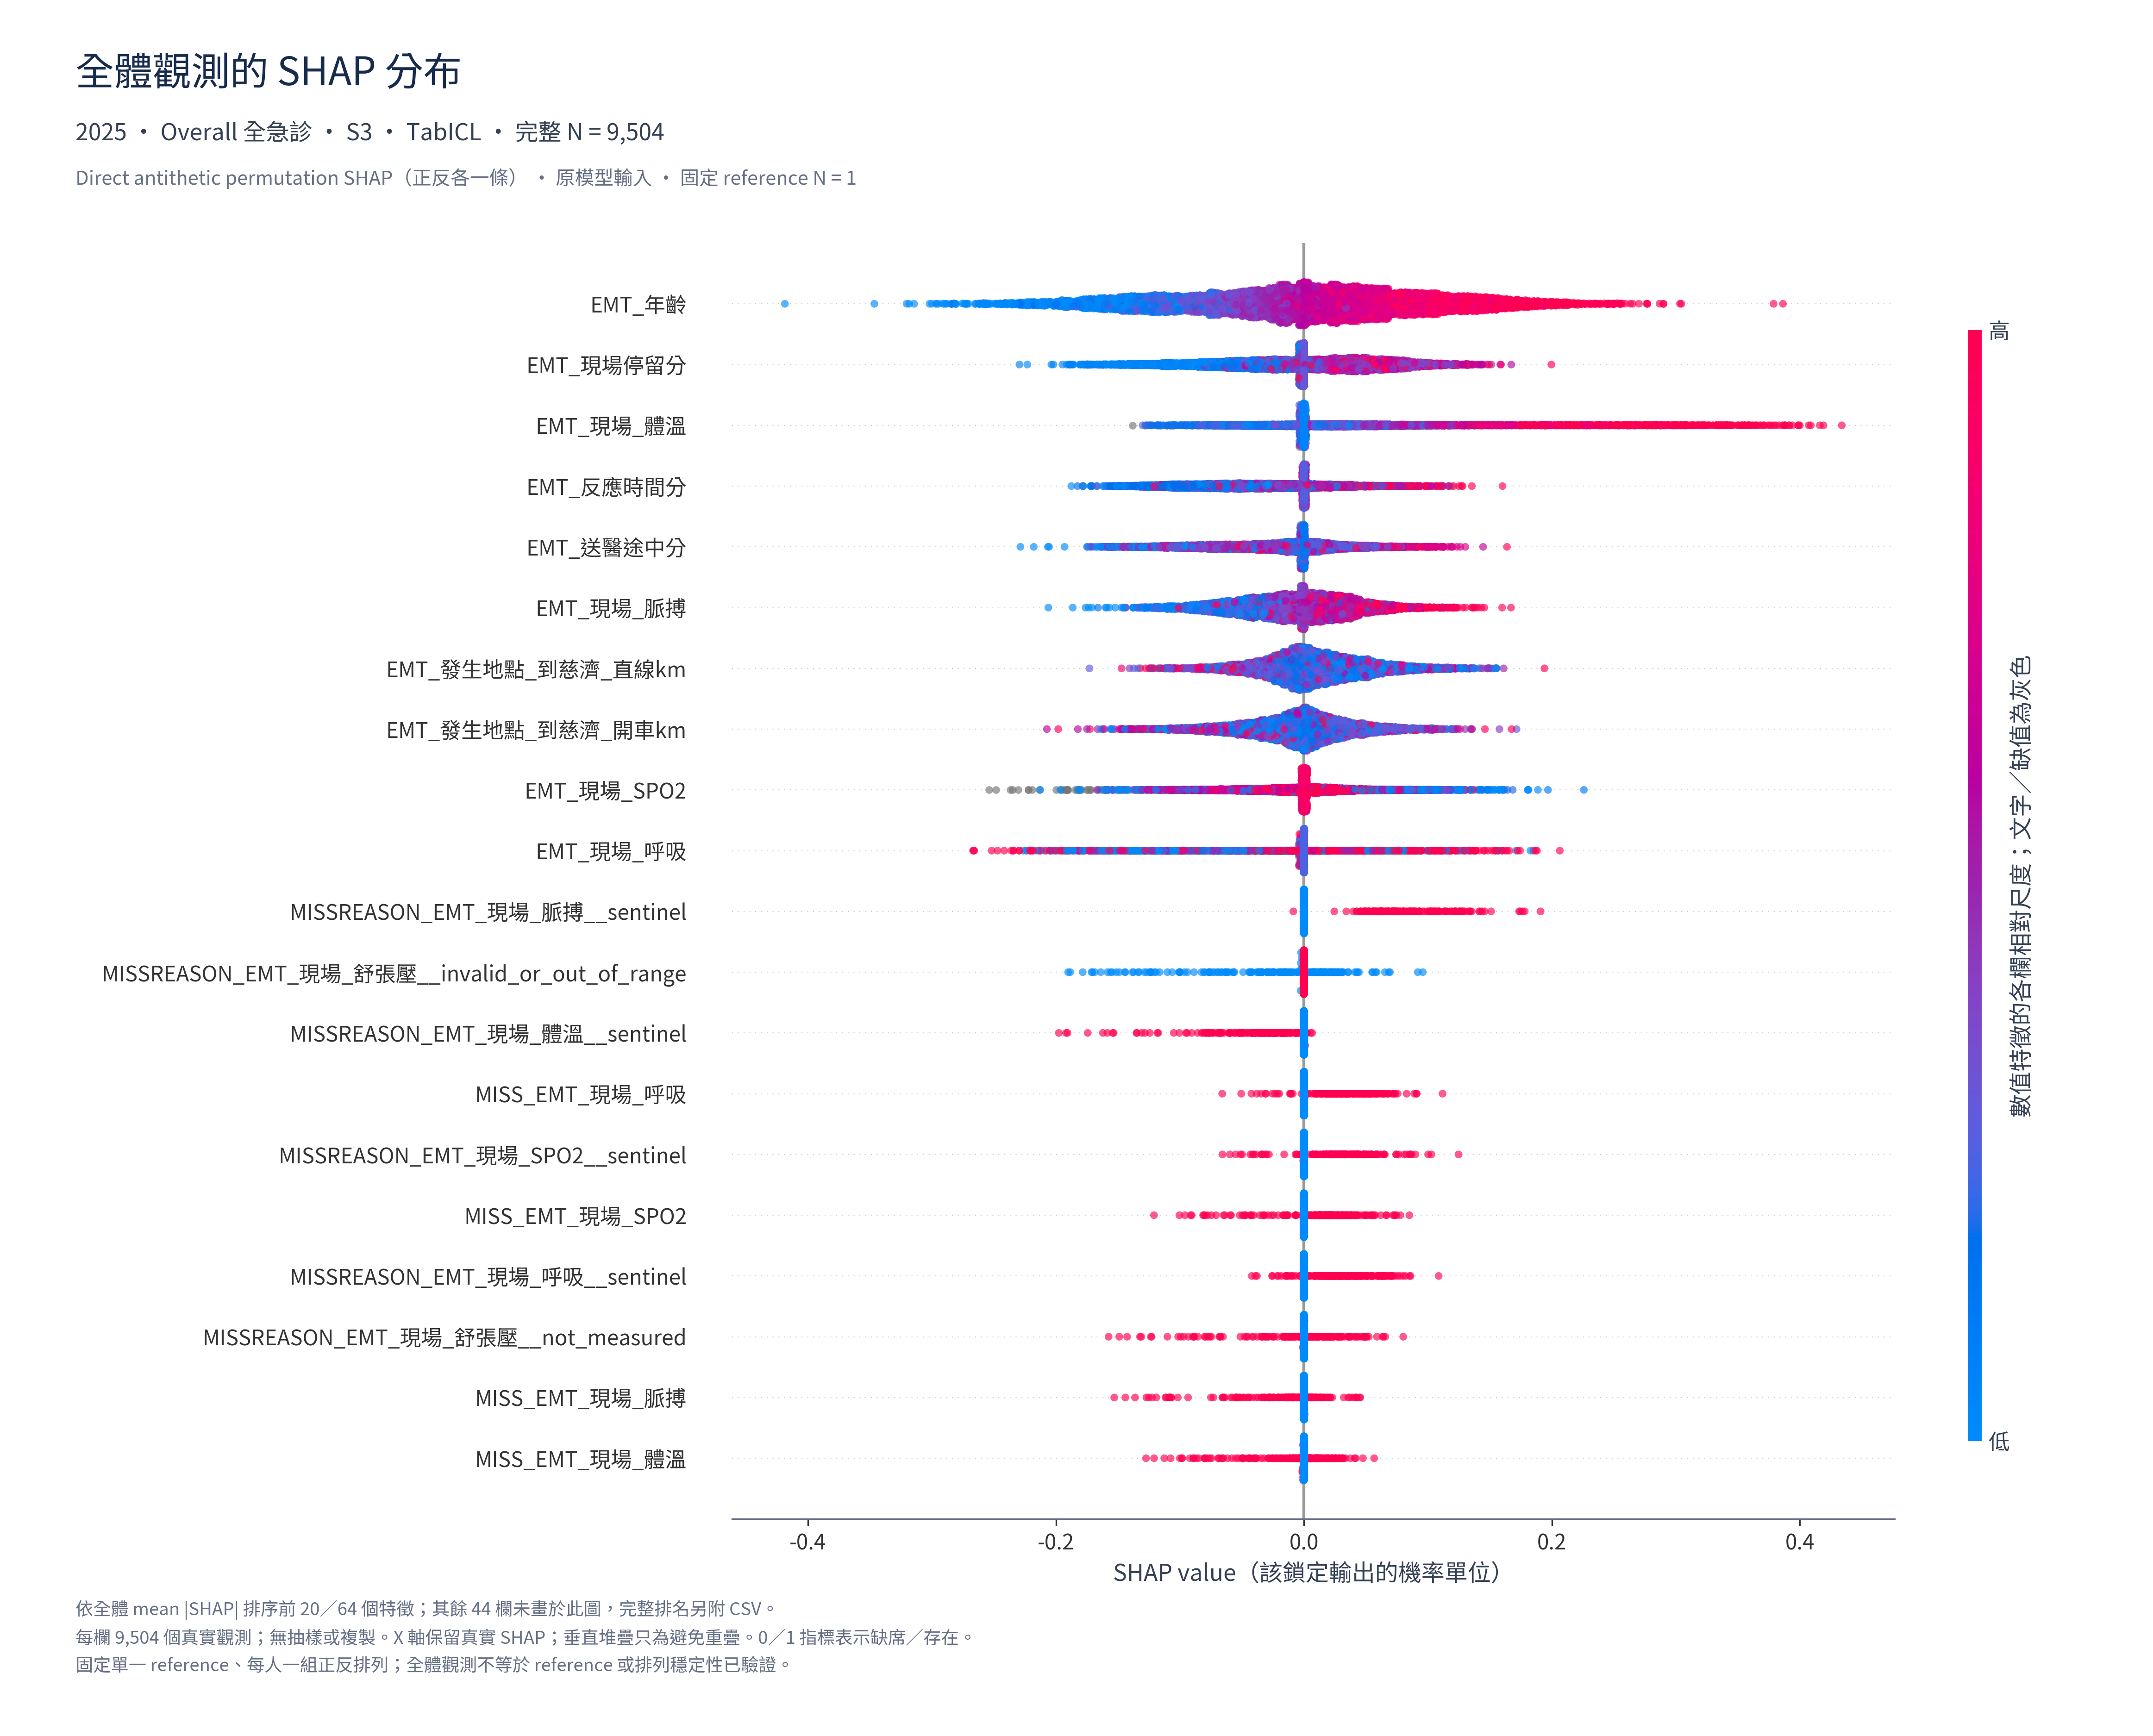 全體觀測的 SHAP 分布
2025 • Overall 全急診 • S3 • TabICL • 完整 N = 9,504
Direct antithetic permutation SHAP（正反各一條） • 原模型輸入 • 固定 reference N = 1
EMT_年齡
EMT_現場停留分
EMT_現場_體溫
EMT_反應時間分
EMT_送醫途中分
EMT_現場_脈搏
EMT_發生地點_到慈濟_直線km
EMT_發生地點_到慈濟_開車km
EMT_現場_SPO2
EMT_現場_呼吸
MISSREASON_EMT_現場_脈搏__sentinel
MISSREASON_EMT_現場_舒張壓__invalid_or_out_of_range
MISSREASON_EMT_現場_體溫__sentinel
MISS_EMT_現場_呼吸
MISSREASON_EMT_現場_SPO2__sentinel
MISS_EMT_現場_SPO2
MISSREASON_EMT_現場_呼吸__sentinel
MISSREASON_EMT_現場_舒張壓__not_measured
MISS_EMT_現場_脈搏
MISS_EMT_現場_體溫
-0.4 -0.2 0.0 0.2 0.4
SHAP value（該鎖定輸出的機率單位）
高
數值特徵的各欄相對尺度；文字／缺值為灰色
低
依全體 mean |SHAP| 排序前 20／64 個特徵；其餘 44 欄未畫於此圖，完整排名另附 CSV。
每欄 9,504 個真實觀測；無抽樣或複製。X 軸保留真實 SHAP；垂直堆疊只為避免重疊。0／1 指標表示缺席／存在。
固定單一 reference、每人一組正反排列；全體觀測不等於 reference 或排列穩定性已驗證。